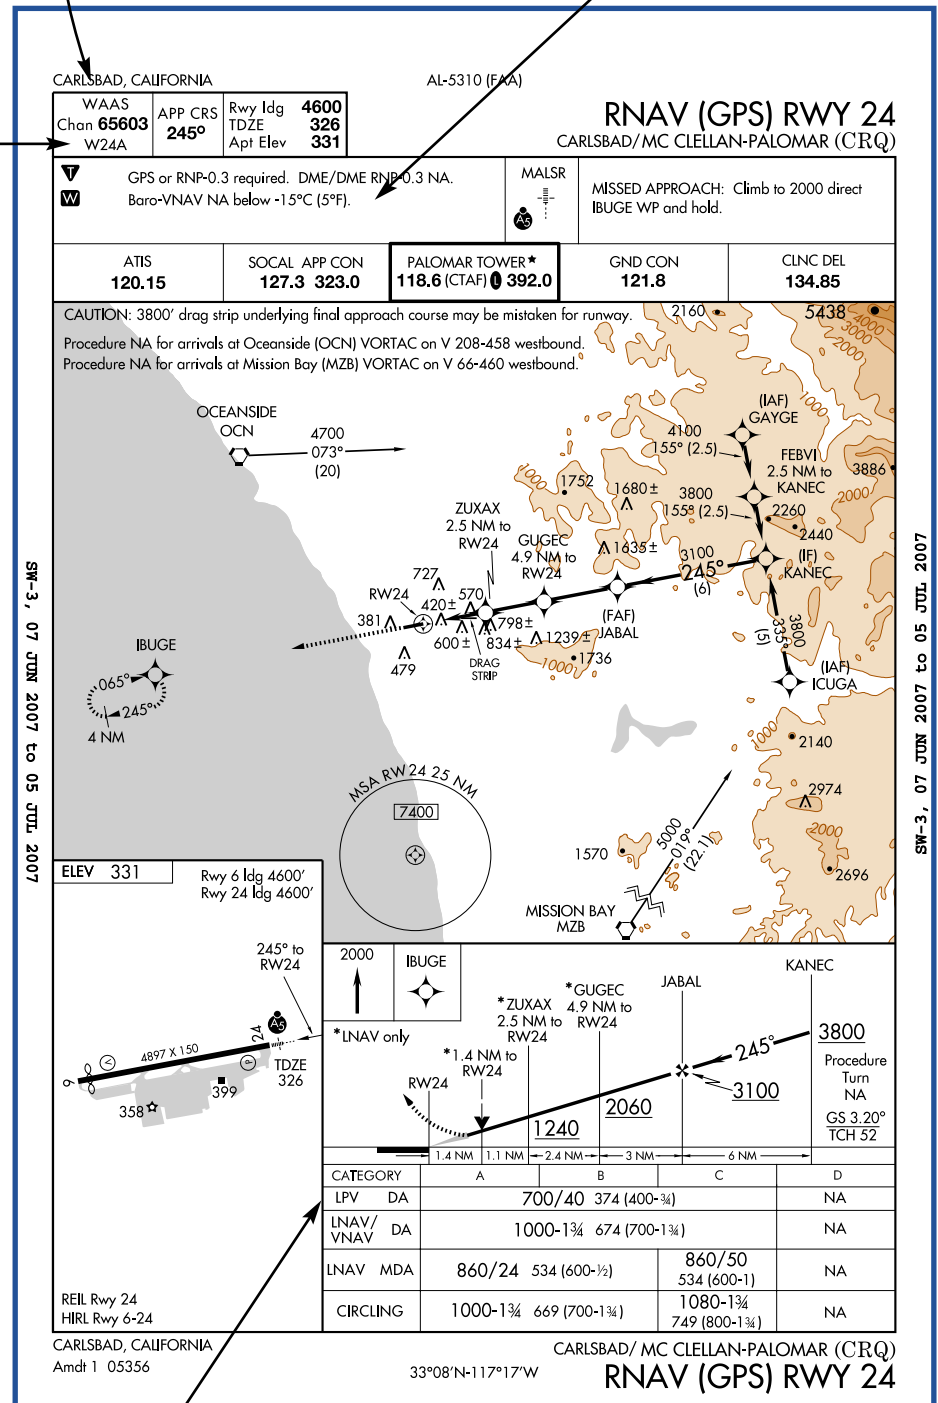 CARLSBAD, CALIFORNIA
AL-5310 (FAA)
WAAS
Chan 65603
W24A
APP CRS
245°
Rwy ldg 4600
TDZE 326
Apt Elev 331
RNAV (GPS) RWY 24
CARLSBAD/MC CLELLAN-PALOMAR (CRQ)
T
W
GPS or RNP-0.3 required. DME/DME RNP-0.3 NA.
Baro-VNAV NA below -15°C (5°F).
MALSR
A5
MISSED APPROACH: Climb to 2000 direct
IBUGE WP and hold.
ATIS
120.15
SOCAL APP CON
127.3 323.0
PALOMAR TOWER★
118.6 (CTAF) L 392.0
GND CON
121.8
CLNC DEL
134.85
CAUTION: 3800' drag strip underlying final approach course may be mistaken for runway.
Procedure NA for arrivals at Oceanside (OCN) VORTAC on V 208-458 westbound.
Procedure NA for arrivals at Mission Bay (MZB) VORTAC on V 66-460 westbound.
2160
5438
4000
3000
2000
1000
OCEANSIDE
OCN
4700
073°
(20)
(IAF)
GAYGE
4100
155° (2.5)
FEBVI
2.5 NM to
KANEC
3886
2000
1000
1000
1752
1680±
3800
155° (2.5)
2260
2440
ZUXAX
2.5 NM to
RW24
GUGEC
4.9 NM to
RW24
1635±
3100
245°
(6)
(IF)
KANEC
727
RW24
420±
570
381
600±
798±
834±
1239±
(FAF)
JABAL
479
DRAG
STRIP
1000
1736
3800
335°
(5)
(IAF)
ICUGA
IBUGE
065°
245°
4 NM
1000
2140
MSA RW24 25 NM
7400
2974
2000
2696
1570
5000
019°
(22.1)
MISSION BAY
MZB
SW-3, 07 JUN 2007 to 05 JUL 2007
SW-3, 07 JUN 2007 to 05 JUL 2007
ELEV 331
Rwy 6 ldg 4600'
Rwy 24 ldg 4600'
245° to
RW24
A5
24
4897 X 150
V
P
TDZE
326
6
399
358
REIL Rwy 24
HIRL Rwy 6-24
2000
IBUGE
*LNAV only
KANEC
JABAL
*GUGEC
4.9 NM to
RW24
*ZUXAX
2.5 NM to
RW24
*1.4 NM to
RW24
RW24
245°
3800
Procedure
Turn
NA
3100
2060
1240
GS 3.20°
TCH 52
1.4 NM
1.1 NM
2.4 NM
3 NM
6 NM
CATEGORY A B C D
LPV DA 700/40 374 (400-¾) NA
LNAV/
VNAV DA 1000-1¾ 674 (700-1¾) NA
LNAV MDA 860/24 534 (600-½) 860/50
534 (600-1) NA
CIRCLING 1000-1¾ 669 (700-1¾) 1080-1¾
749 (800-1¾) NA
CARLSBAD, CALIFORNIA
Amdt 1 05356
33°08'N-117°17'W
CARLSBAD/ MC CLELLAN-PALOMAR (CRQ)
RNAV (GPS) RWY 24